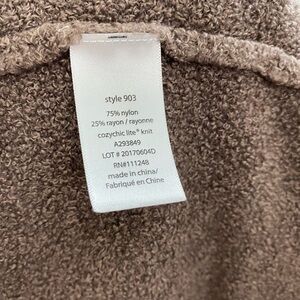 style 903
75% nylon
25% rayon / rayonne
cozychic lite® knit
A293849
LOT # 20170604D
RN#111248
made in china/
Fabriqué en Chine